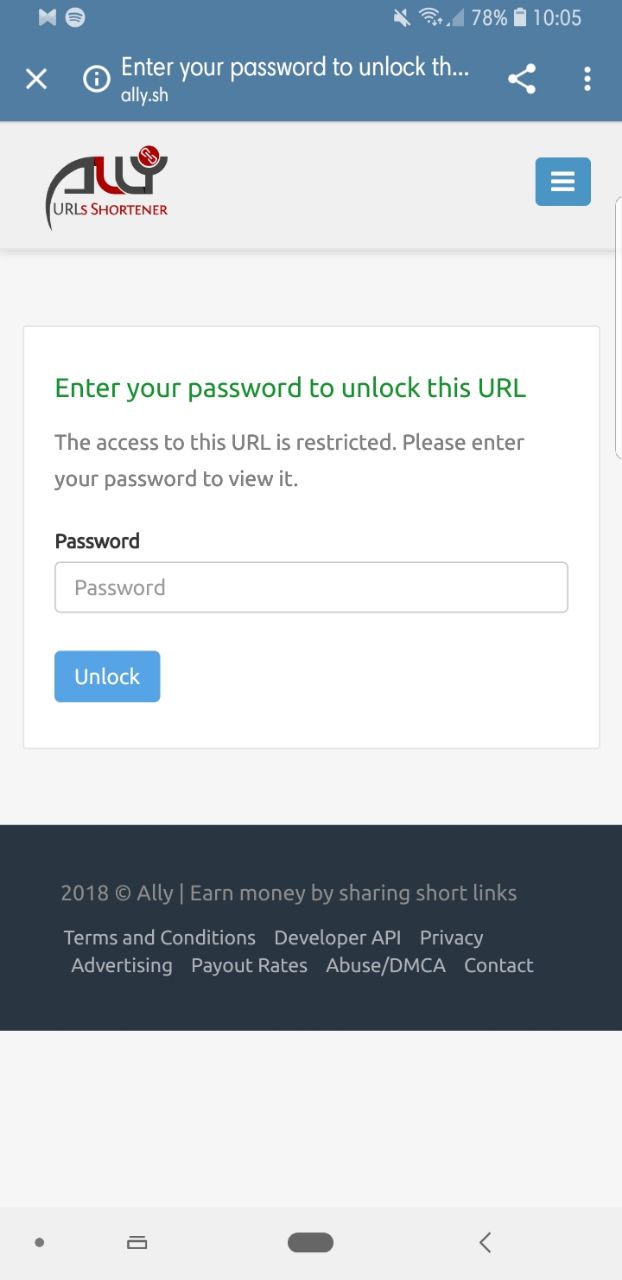 78% 10:05
Enter your password to unlock th...
ally.sh
ALLY
URLS SHORTENER
Enter your password to unlock this URL
The access to this URL is restricted. Please enter
your password to view it.
Password
Password
Unlock
2018 © Ally | Earn money by sharing short links
Terms and Conditions Developer API Privacy
Advertising Payout Rates Abuse/DMCA Contact